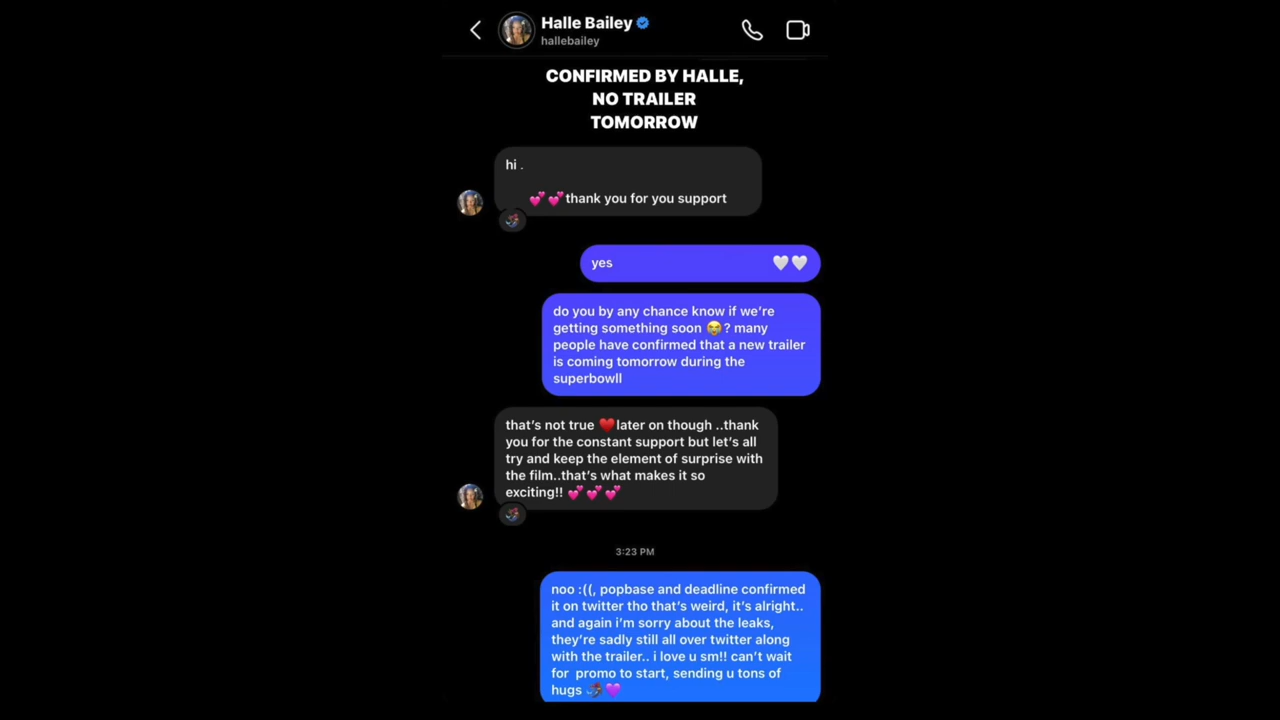 Halle Bailey
hallebailey
CONFIRMED BY HALLE,
NO TRAILER
TOMORROW
hi .
💕💕thank you for you support
yes 🤍🤍
do you by any chance know if we're
getting something soon 😭? many
people have confirmed that a new trailer
is coming tomorrow during the
superbowll
that's not true ❤️later on though ..thank
you for the constant support but let's all
try and keep the element of surprise with
the film..that's what makes it so
exciting!! 💕💕💕
3:23 PM
noo :((, popbase and deadline confirmed
it on twitter tho that's weird, it's alright..
and again i'm sorry about the leaks,
they're sadly still all over twitter along
with the trailer.. i love u sm!! can't wait
for  promo to start, sending u tons of
hugs 🧜🏽‍♀️💜